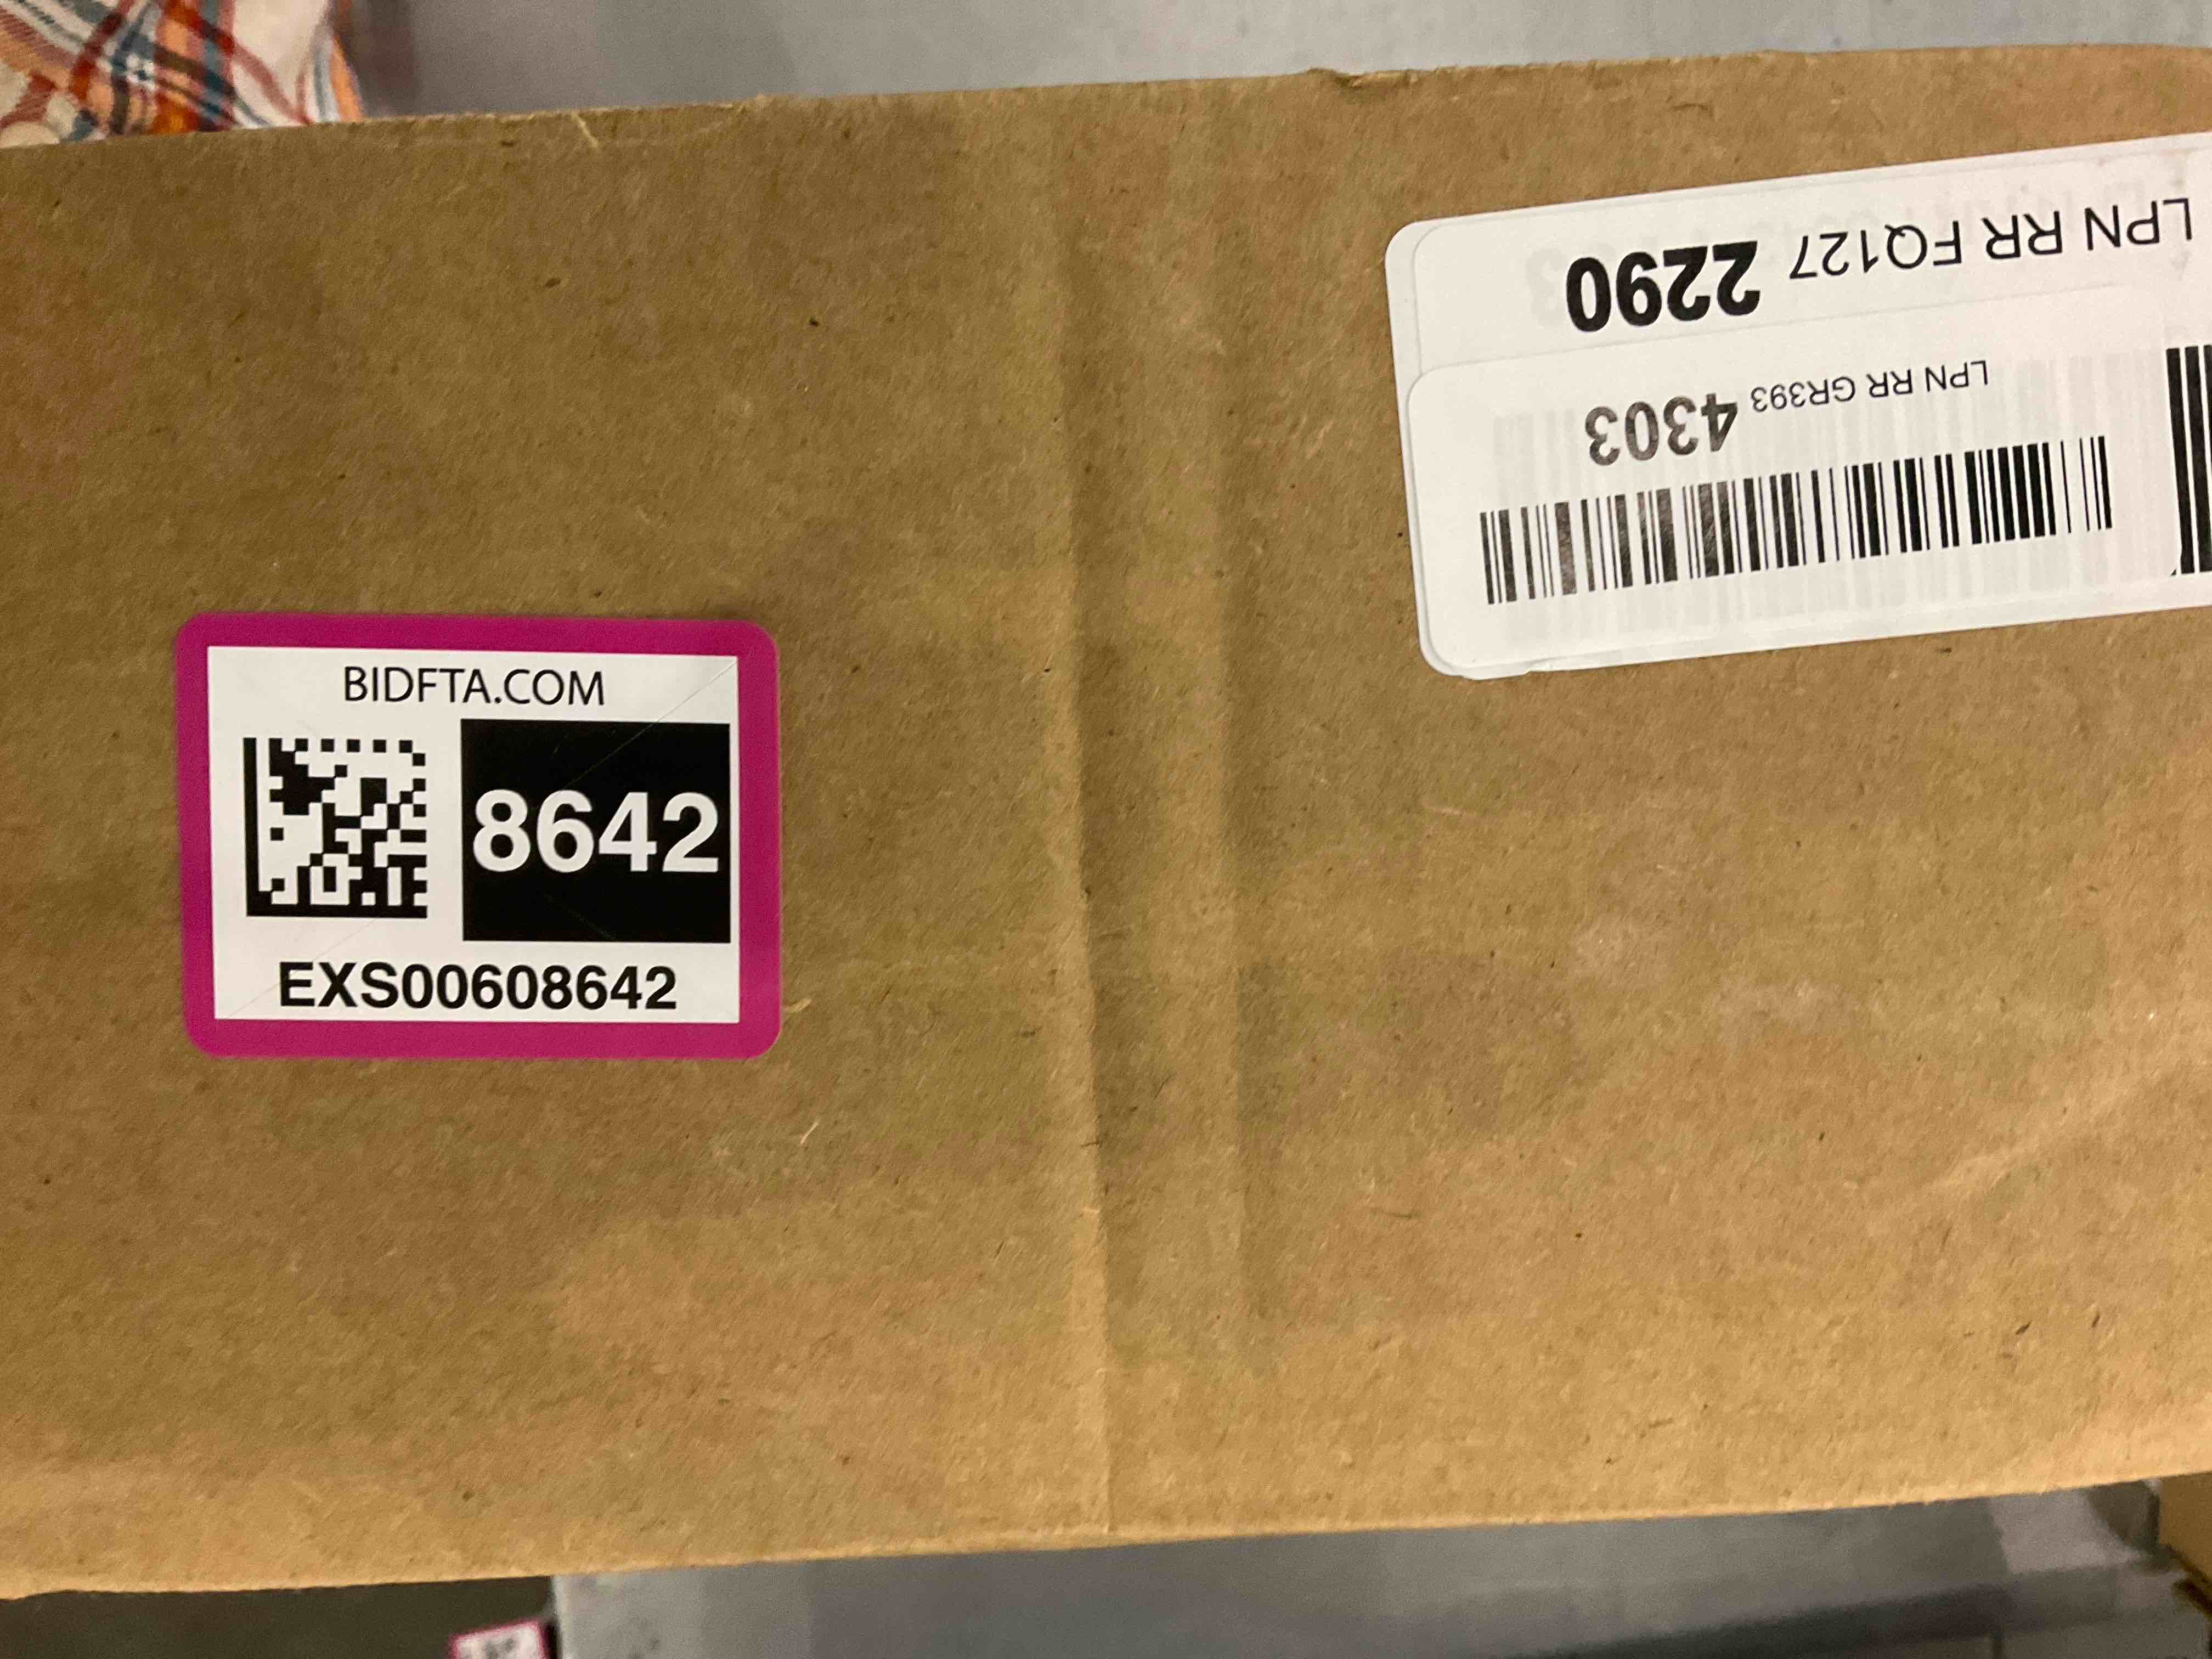 BIDFTA.COM
8642
EXS00608642
LPN RR FQ127 2290
LPN RR GR393 4303